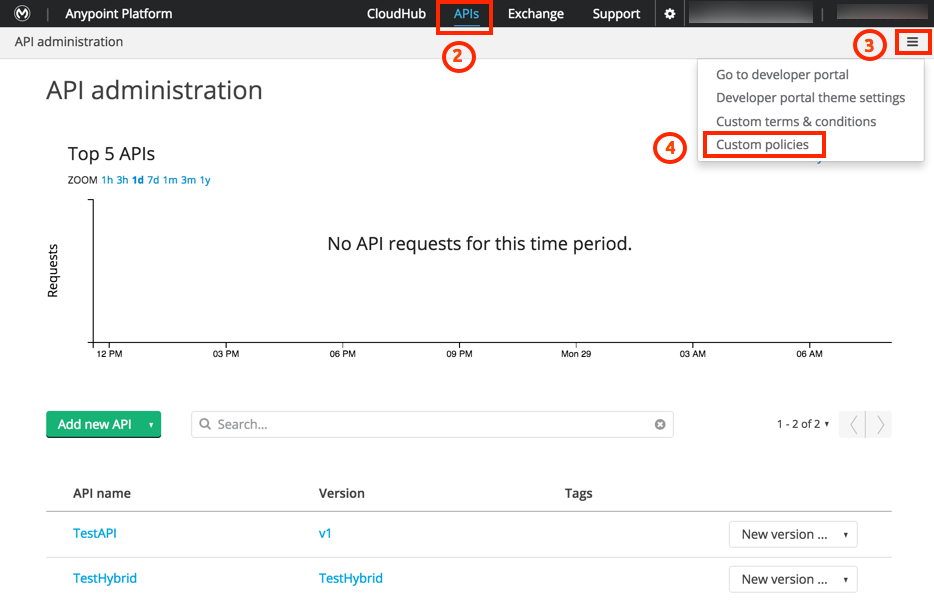 Anypoint Platform CloudHub APIs Exchange Support
API administration
2
3
Go to developer portal
Developer portal theme settings
Custom terms & conditions
4 Custom policies
API administration
Top 5 APIs
ZOOM 1h 3h 1d 7d 1m 3m 1y
No API requests for this time period.
Requests
12 PM 03 PM 06 PM 09 PM Mon 29 03 AM 06 AM
Add new API Search... 1 - 2 of 2
API name Version Tags
TestAPI v1 New version ...
TestHybrid TestHybrid New version ...